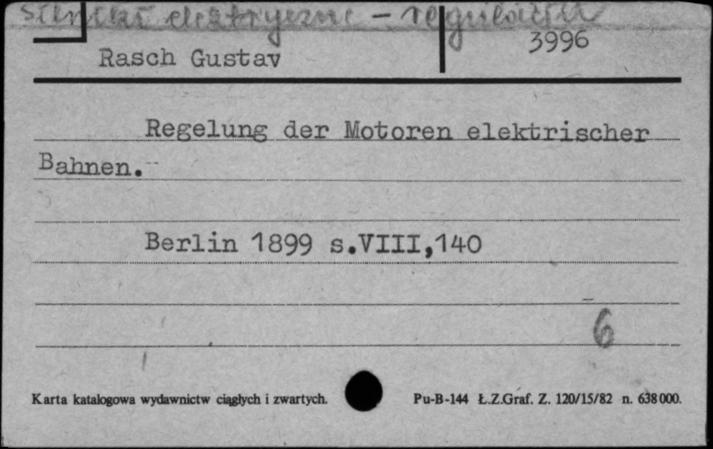 Silniki elektryczne - regulacja
3996
Rasch Gustav
Regelung der Motoren elektrischer
Bahnen.-
Berlin 1899 s.VIII,140
6
Karta katalogowa wydawnictw ciągłych i zwartych.
Pu-B-144 Ł.Z.Graf. Z. 120/15/82 n. 638000.